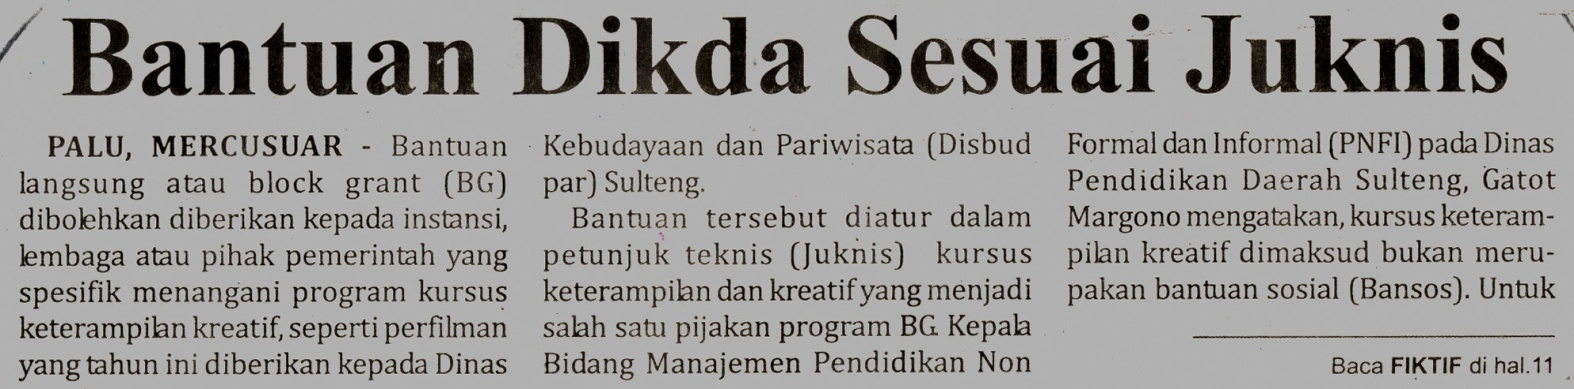 Bantuan Dikda Sesuai Juknis
PALU, MERCUSUAR - Bantuan
langsung atau block grant (BG)
dibolehkan diberikan kepada instansi,
lembaga atau pihak pemerintah yang
spesifik menangani program kursus
keterampilan kreatif, seperti perfilman
yang tahun ini diberikan kepada Dinas
Kebudayaan dan Pariwisata (Disbud
par) Sulteng.
Bantuan tersebut diatur dalam
petunjuk teknis (Juknis) kursus
keterampilan dan kreatif yang menjadi
salah satu pijakan program BG. Kepala
Bidang Manajemen Pendidikan Non
Formal dan Informal (PNFI) pada Dinas
Pendidikan Daerah Sulteng, Gatot
Margono mengatakan, kursus keteram-
pilan kreatif dimaksud bukan meru-
pakan bantuan sosial (Bansos). Untuk
Baca FIKTIF di hal.11